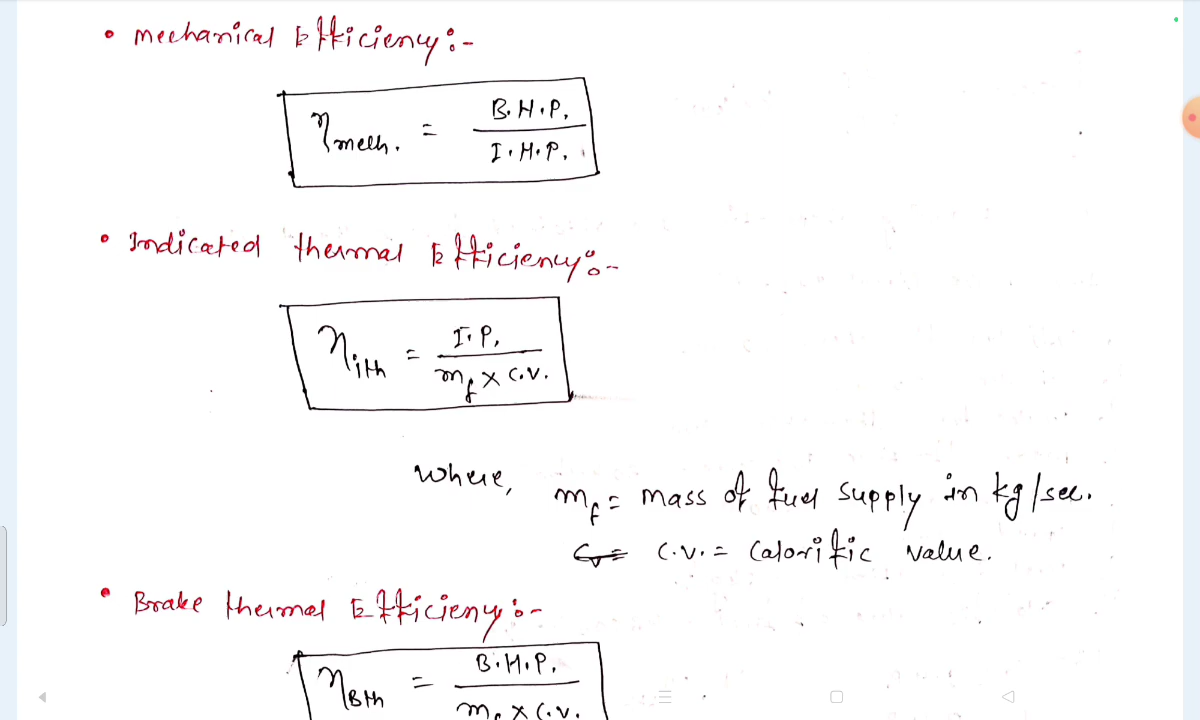 • mechanical Efficiency:-
ηmech. = B.H.P. / I.H.P.
• Indicated thermal Efficiency:-
ηith = I.P. / mf × C.V.
where,
mf = mass of fuel supply in kg/sec.
C.V. = Calorific value.
• Brake thermal Efficieny:-
ηBth = B.H.P. / mf × C.V.